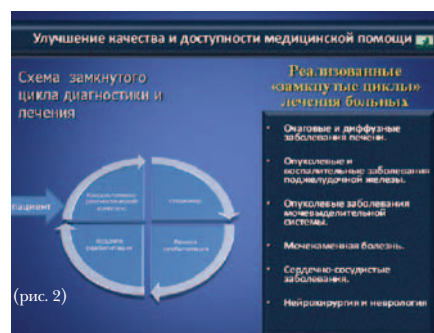 Улучшение качества и доступности медицинской помощи
Схема замкнутого
цикла диагностики и
лечения
пациент
Стационар
(рис. 2)
Реализованные
«замкнутые циклы»
лечения больных
Очаговые и диффузные
заболевания печени.
Опухолевые и
воспалительные заболевания
поджелудочной железы.
Опухолевые заболевания
мочевыделительной
системы.
Мочекаменная болезнь.
Сердечно-сосудистые
заболевания.
Нейрохирургия и неврология